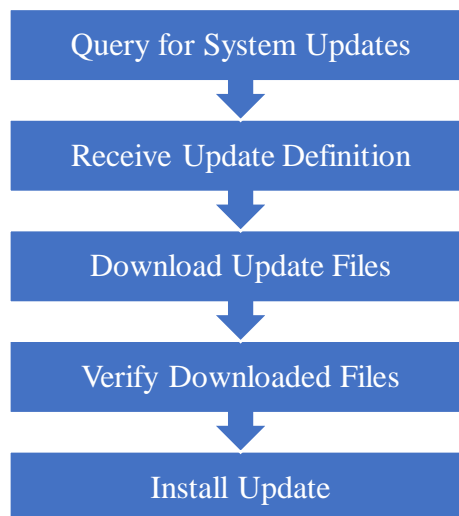 Query for System Updates
Receive Update Definition
Download Update Files
Verify Downloaded Files
Install Update